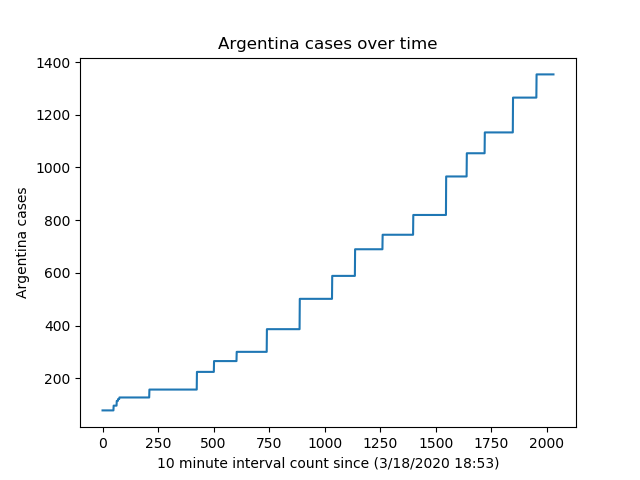 Argentina cases over time
1400
1200
1000
800
600
400
200
Argentina cases
0 250 500 750 1000 1250 1500 1750 2000
10 minute interval count since (3/18/2020 18:53)